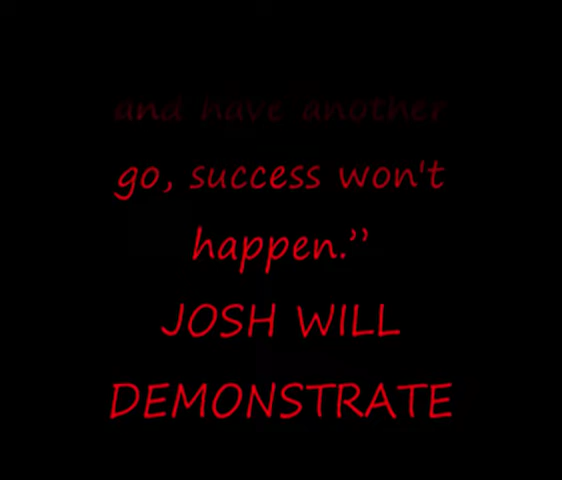 and have another
go, success won't
happen.”
JOSH WILL
DEMONSTRATE